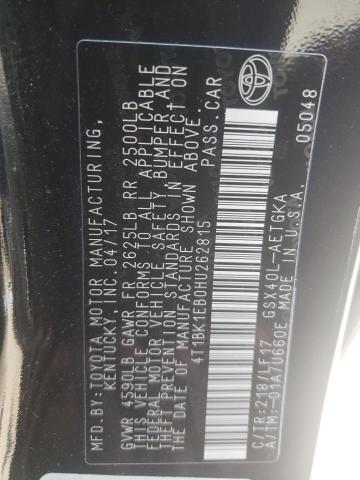 MFD.BY: TOYOTA MOTOR MANUFACTURING,
KENTUCKY, INC. 04/17
GVWR 4590LB GAWR FR 2625LB RR 2500LB
THIS VEHICLE CONFORMS TO ALL APPLICABLE
FEDERAL MOTOR VEHICLE SAFETY, BUMPER, AND
THEFT PREVENTION STANDARDS IN EFFECT ON
THE DATE OF MANUFACTURE SHOWN ABOVE.
4T1BK1EB0HU262815 PASS. CAR
05048
C/TR:218/LF17 GSX40L-AETGKA
A/TM:-01A/U660E MADE IN U.S.A.